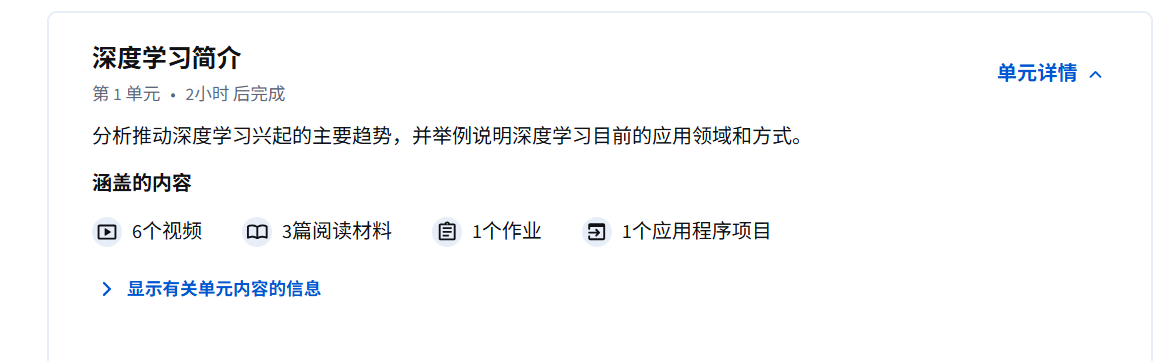 深度学习简介
单元详情
第 1 单元 • 2小时 后完成
分析推动深度学习兴起的主要趋势，并举例说明深度学习目前的应用领域和方式。
涵盖的内容
6个视频 3篇阅读材料 1个作业 1个应用程序项目
显示有关单元内容的信息